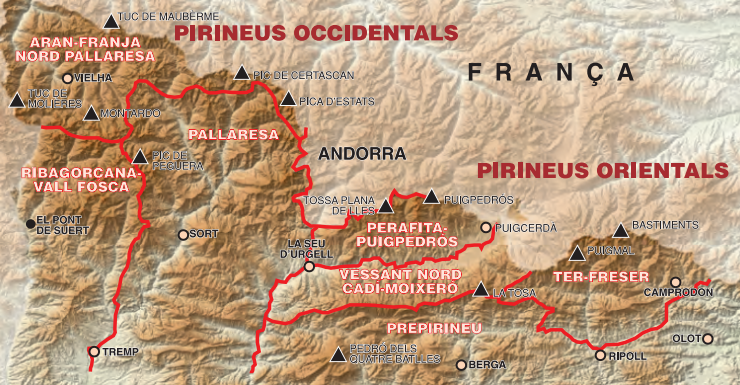 TUC DE MAUBERME
PIRINEUS OCCIDENTALS
ARAN-FRANJA
NORD PALLARESA
VIELHA
PIC DE CERTASCAN
FRANÇA
TUC DE
MOLIERES
MONTARDO
PICA D'ESTATS
PALLARESA
ANDORRA
PIC DE
PEGUERA
RIBAGORÇANA-
VALL FOSCA
PIRINEUS ORIENTALS
TOSSA PLANA
DE LLES
PUIGPEDRÓS
EL PONT
DE SUERT
SORT
PERAFITA-
PUIGPEDRÓS
PUIGCERDÀ
BASTIMENTS
LA SEU
D'URGELL
PUIGMAL
VESSANT NORD
CADÍ-MOIXERÓ
TER-FRESER
LA TOSA
CAMPRODON
PREPIRINEU
TREMP
PEDRÓ DELS
QUATRE BATLLES
BERGA
RIPOLL
OLOT